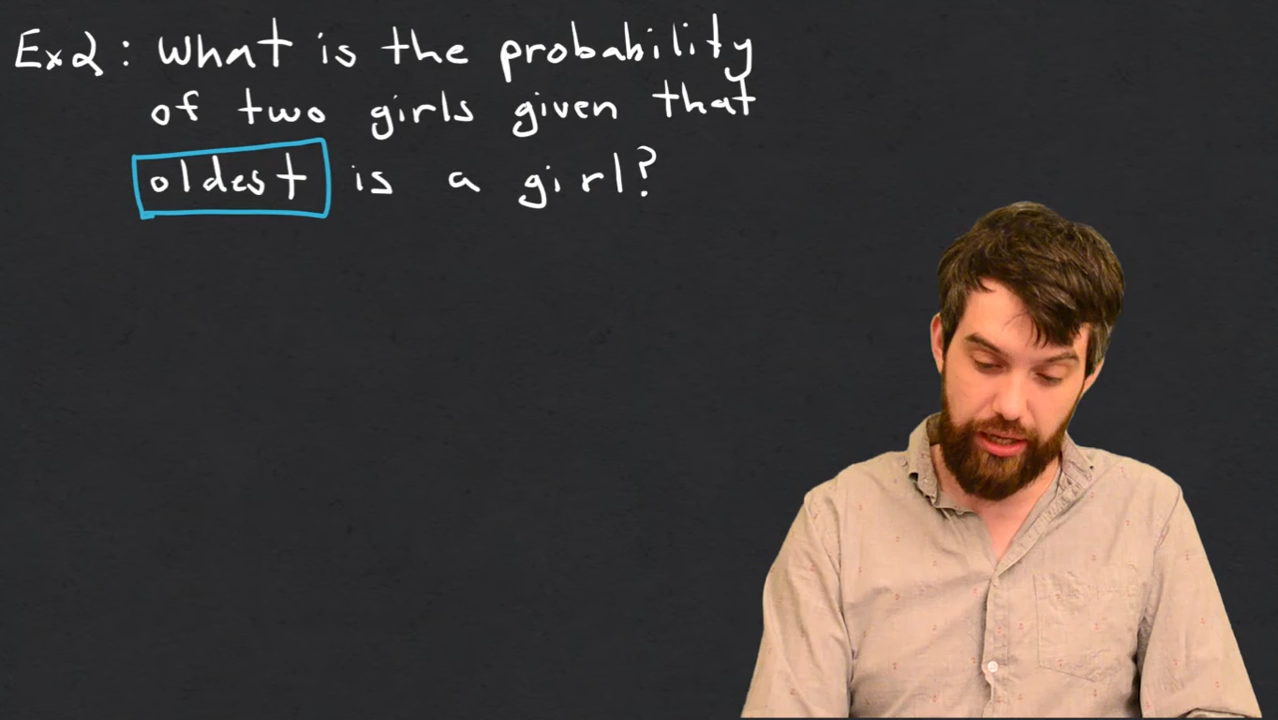 Ex2: What is the probability
of two girls given that
oldest is a girl?